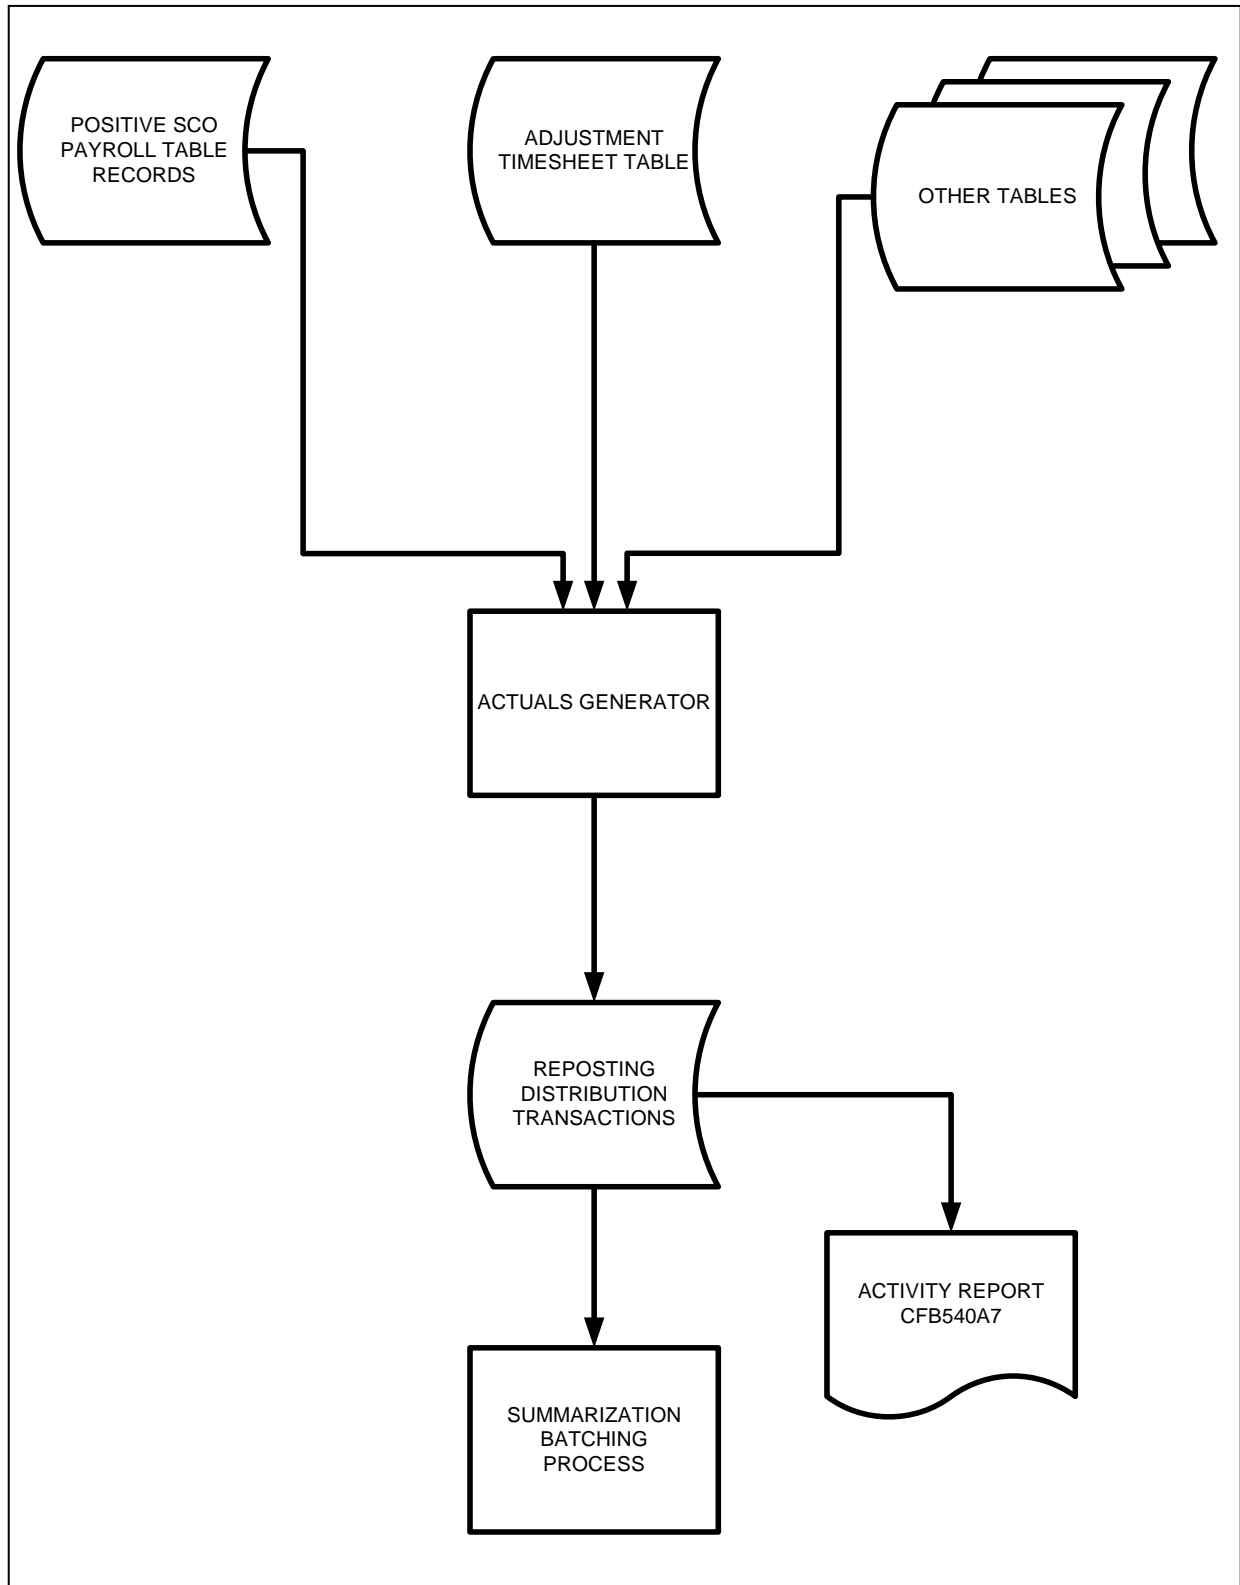 POSITIVE SCO
PAYROLL TABLE
RECORDS
ADJUSTMENT
TIMESHEET TABLE
OTHER TABLES
ACTUALS GENERATOR
REPOSTING
DISTRIBUTION
TRANSACTIONS
ACTIVITY REPORT
CFB540A7
SUMMARIZATION
BATCHING
PROCESS